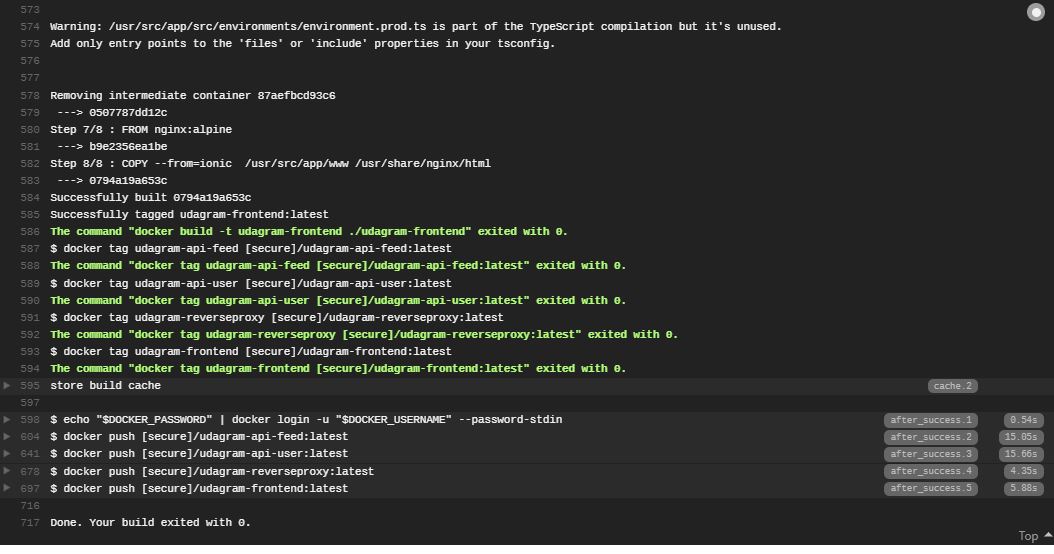 573
574 Warning: /usr/src/app/src/environments/environment.prod.ts is part of the TypeScript compilation but it's unused.
575 Add only entry points to the 'files' or 'include' properties in your tsconfig.
576
577
578 Removing intermediate container 87aefbcd93c6
579  ---> 0507787dd12c
580 Step 7/8 : FROM nginx:alpine
581  ---> b9e2356ea1be
582 Step 8/8 : COPY --from=ionic  /usr/src/app/www /usr/share/nginx/html
583  ---> 0794a19a653c
584 Successfully built 0794a19a653c
585 Successfully tagged udagram-frontend:latest
586 The command "docker build -t udagram-frontend ./udagram-frontend" exited with 0.
587 $ docker tag udagram-api-feed [secure]/udagram-api-feed:latest
588 The command "docker tag udagram-api-feed [secure]/udagram-api-feed:latest" exited with 0.
589 $ docker tag udagram-api-user [secure]/udagram-api-user:latest
590 The command "docker tag udagram-api-user [secure]/udagram-api-user:latest" exited with 0.
591 $ docker tag udagram-reverseproxy [secure]/udagram-reverseproxy:latest
592 The command "docker tag udagram-reverseproxy [secure]/udagram-reverseproxy:latest" exited with 0.
593 $ docker tag udagram-frontend [secure]/udagram-frontend:latest
594 The command "docker tag udagram-frontend [secure]/udagram-frontend:latest" exited with 0.
595 store build cache cache.2
597
598 $ echo "$DOCKER_PASSWORD" | docker login -u "$DOCKER_USERNAME" --password-stdin after_success.1 0.54s
604 $ docker push [secure]/udagram-api-feed:latest after_success.2 15.05s
641 $ docker push [secure]/udagram-api-user:latest after_success.3 15.66s
678 $ docker push [secure]/udagram-reverseproxy:latest after_success.4 4.35s
697 $ docker push [secure]/udagram-frontend:latest after_success.5 5.88s
716
717 Done. Your build exited with 0.
Top